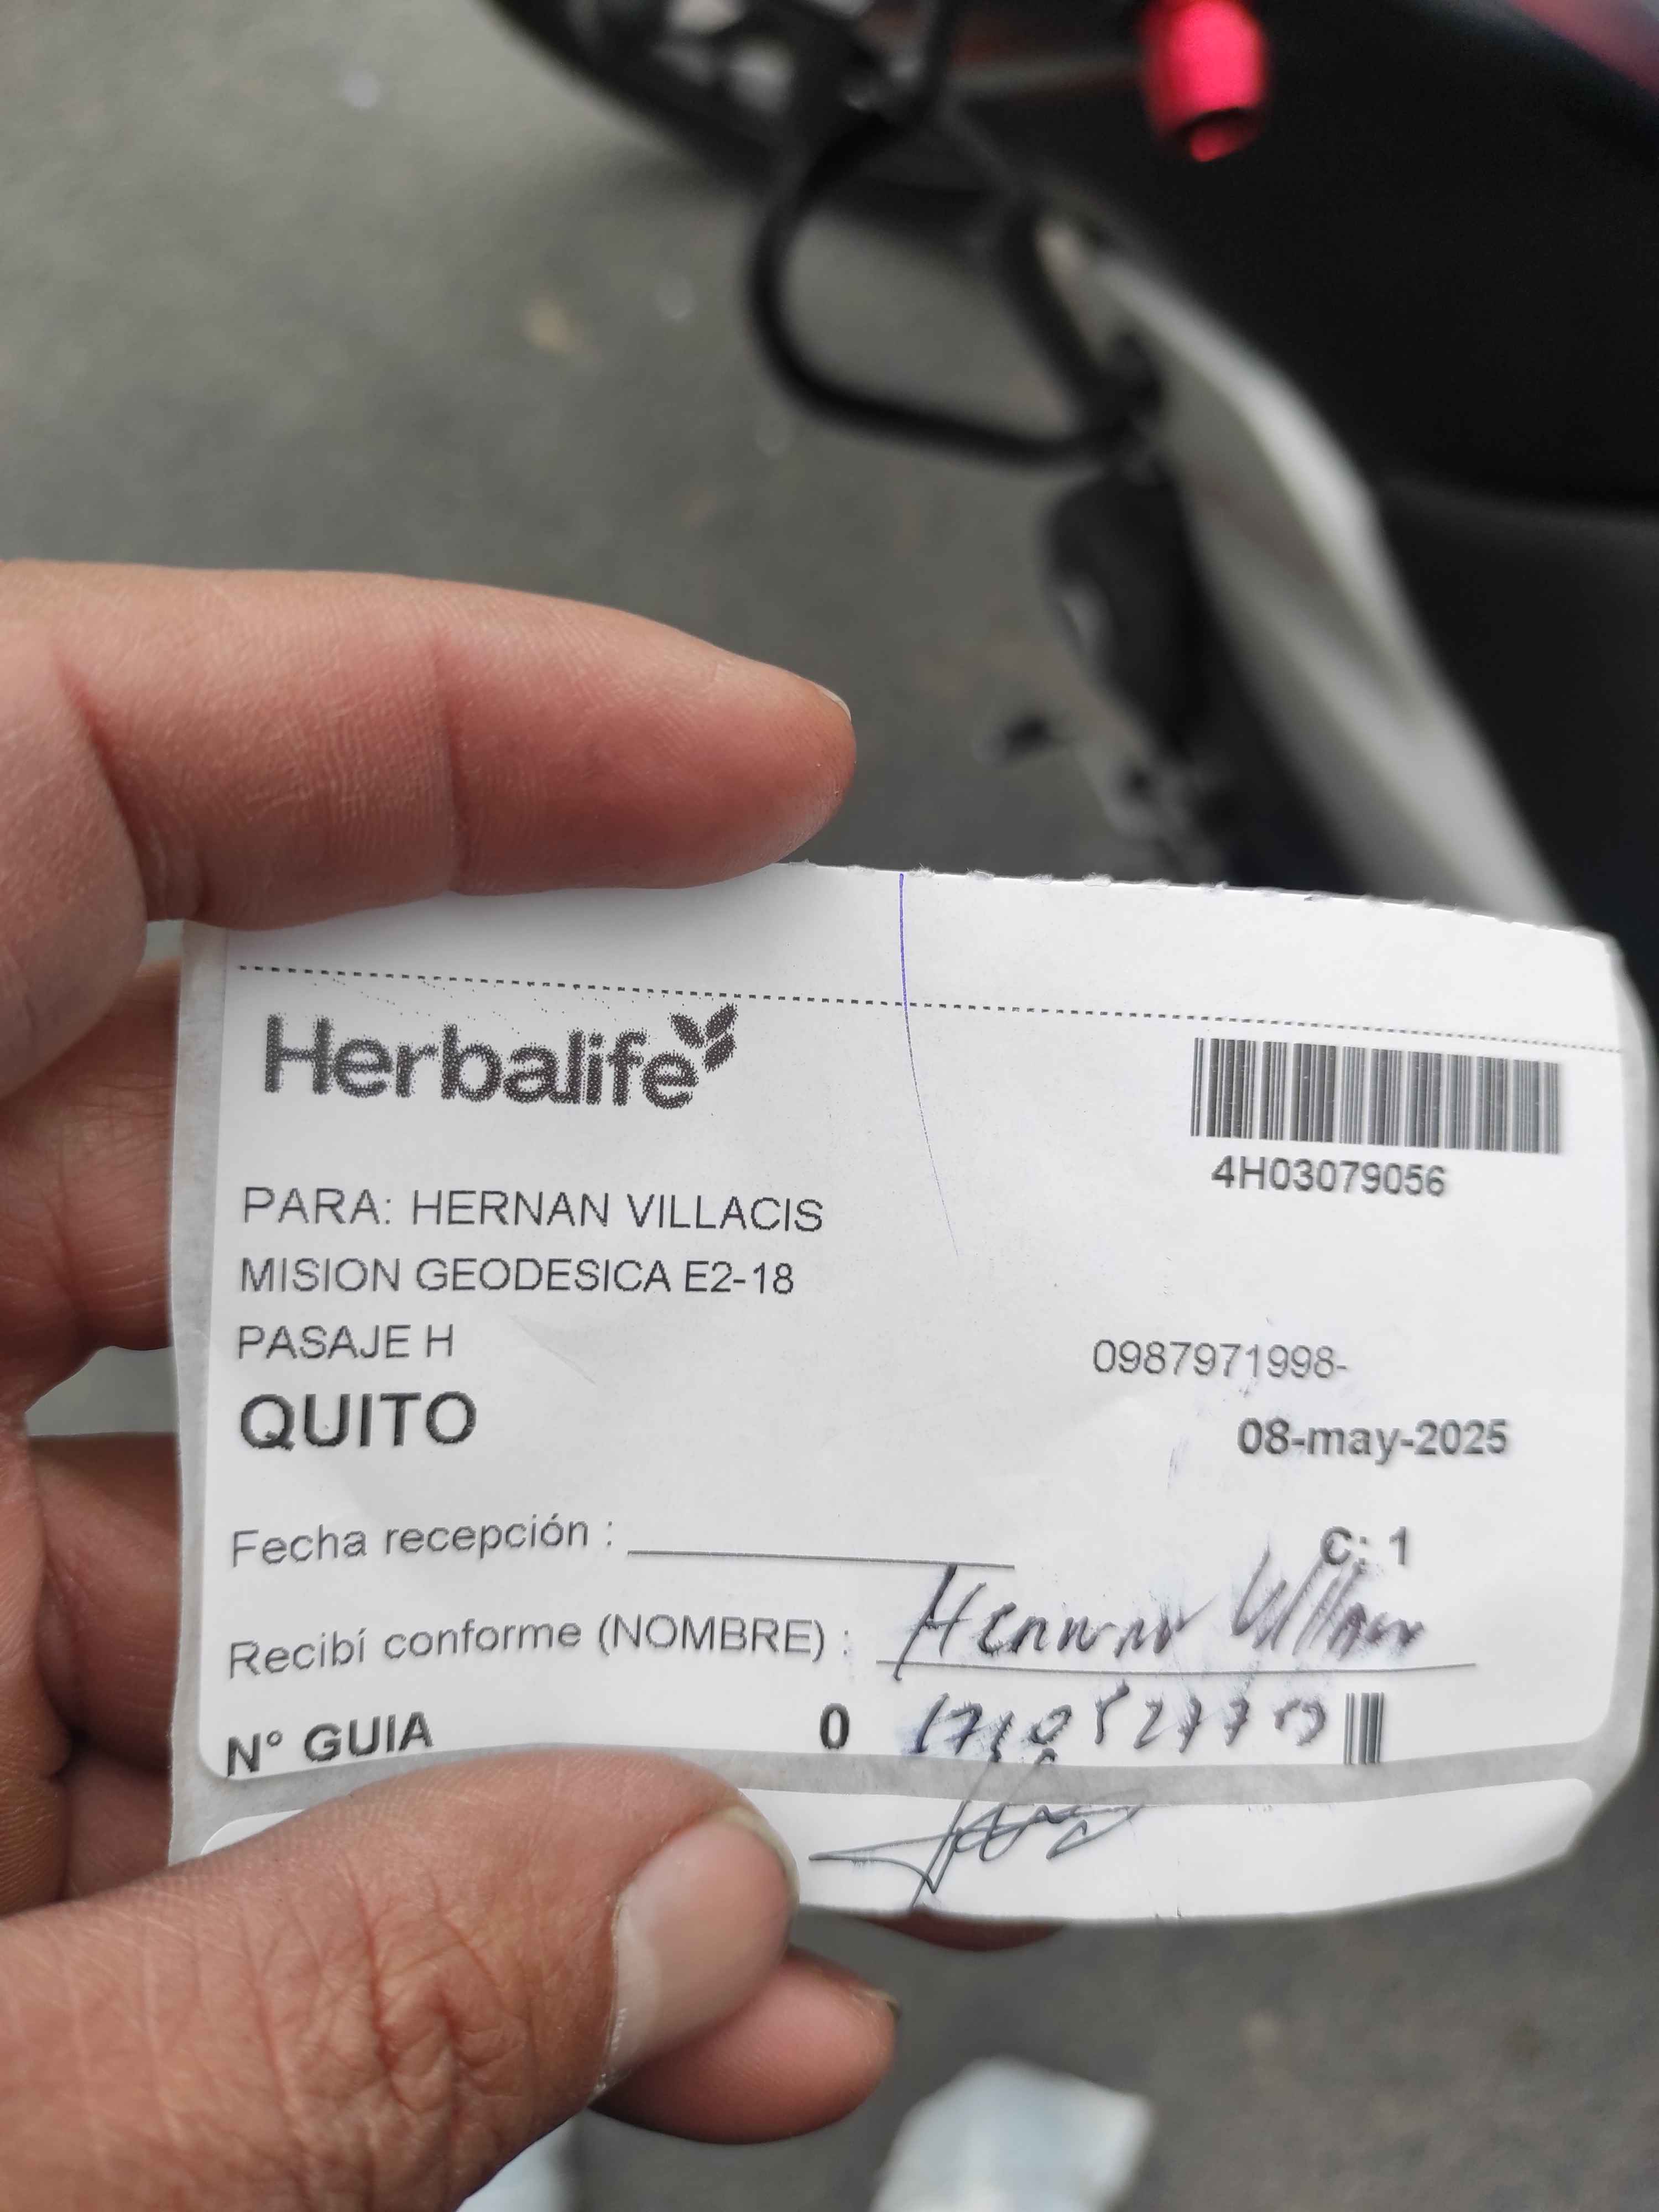 Herbalife
4H03079056
PARA: HERNAN VILLACIS
MISION GEODESICA E2-18
PASAJE H
0987971998-
QUITO
08-may-2025
Fecha recepción :
C: 1
Recibí conforme (NOMBRE) : Hernan
N° GUIA 0